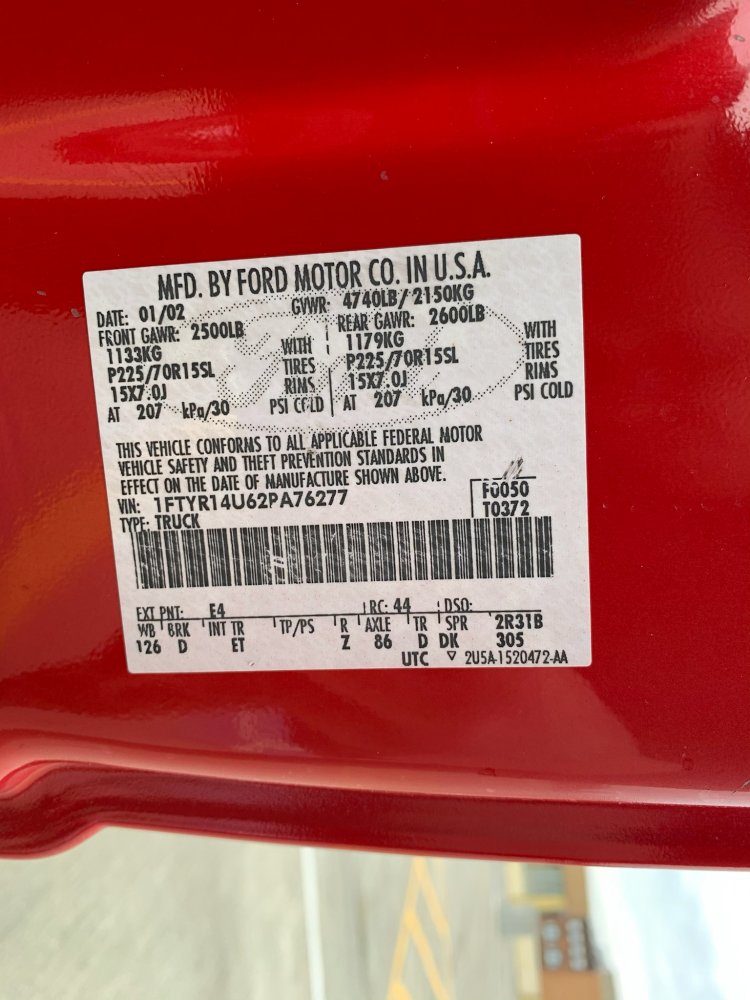 MFD. BY FORD MOTOR CO. IN U.S.A.
DATE: 01/02 GVWR: 4740LB/ 2150KG
FRONT GAWR: 2500LB REAR GAWR: 2600LB
1133KG WITH 1179KG WITH
P225/70R15SL TIRES P225/70R15SL TIRES
15X7.0J RIMS 15X7.0J RIMS
AT 207 kPa/30 PSI COLD AT 207 kPa/30 PSI COLD
THIS VEHICLE CONFORMS TO ALL APPLICABLE FEDERAL MOTOR
VEHICLE SAFETY AND THEFT PREVENTION STANDARDS IN
EFFECT ON THE DATE OF MANUFACTURE SHOWN ABOVE.
VIN: 1FTYR14U62PA76277 F0050
TYPE: TRUCK T0372
EXT PNT: E4 RC: 44 DSO:
WB BRK INT TR TP/PS R AXLE TR SPR 2R31B
126 D ET Z 86 D DK 305
UTC ▽ 2U5A-1520472-AA